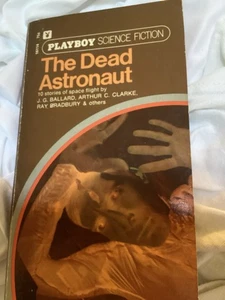 PLAYBOY SCIENCE FICTION
The Dead
Astronaut
10 stories of space flight by
J. G. BALLARD, ARTHUR C. CLARKE,
RAY BRADBURY & others